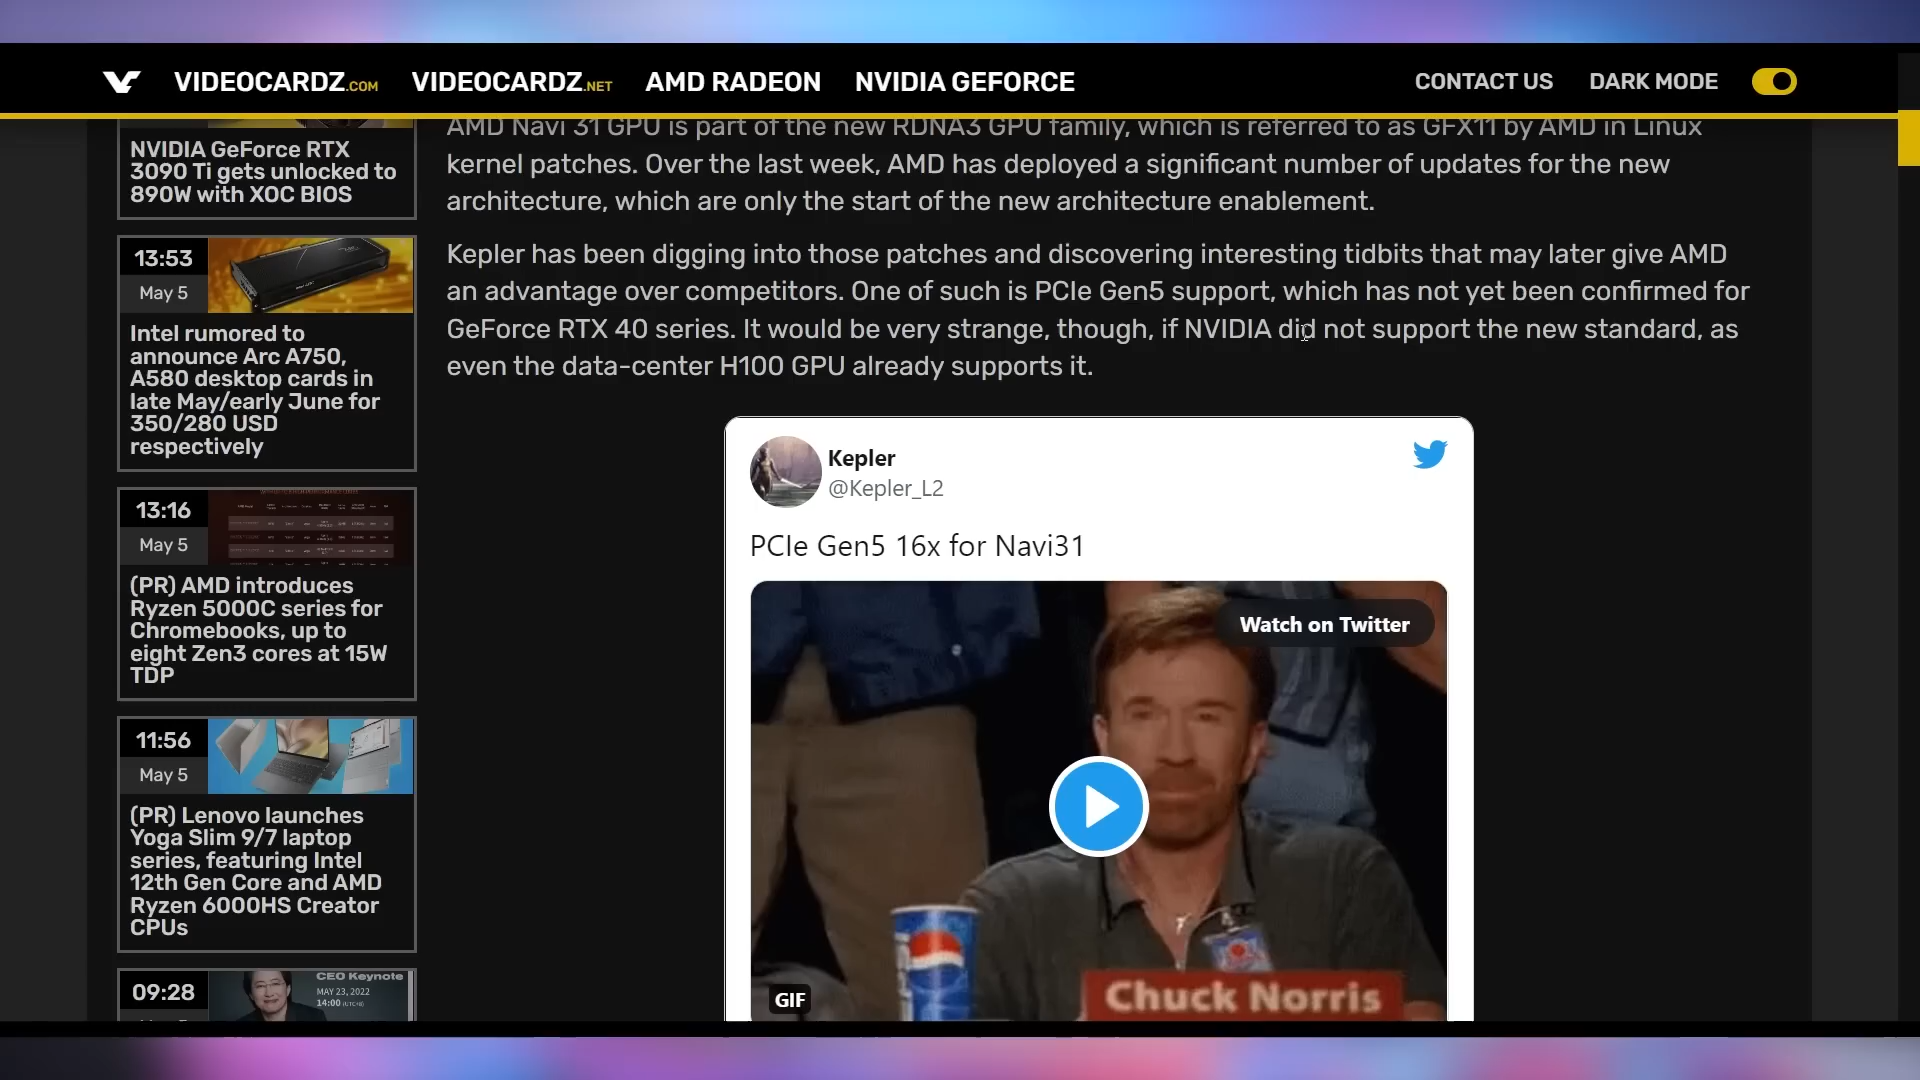 VIDEOCARDZ.COM VIDEOCARDZ.NET AMD RADEON NVIDIA GEFORCE CONTACT US DARK MODE
NVIDIA GeForce RTX
3090 Ti gets unlocked to
890W with XOC BIOS
13:53
May 5
Intel rumored to
announce Arc A750,
A580 desktop cards in
late May/early June for
350/280 USD
respectively
13:16
May 5
(PR) AMD introduces
Ryzen 5000C series for
Chromebooks, up to
eight Zen3 cores at 15W
TDP
11:56
May 5
(PR) Lenovo launches
Yoga Slim 9/7 laptop
series, featuring Intel
12th Gen Core and AMD
Ryzen 6000HS Creator
CPUs
09:28
CEO Keynote
MAY 23, 2022
14:00 (UTC+8)
AMD Navi 31 GPU is part of the new RDNA3 GPU family, which is referred to as GFX11 by AMD in Linux
kernel patches. Over the last week, AMD has deployed a significant number of updates for the new
architecture, which are only the start of the new architecture enablement.
Kepler has been digging into those patches and discovering interesting tidbits that may later give AMD
an advantage over competitors. One of such is PCIe Gen5 support, which has not yet been confirmed for
GeForce RTX 40 series. It would be very strange, though, if NVIDIA did not support the new standard, as
even the data-center H100 GPU already supports it.
Kepler
@Kepler_L2
PCIe Gen5 16x for Navi31
Watch on Twitter
GIF
Chuck Norris